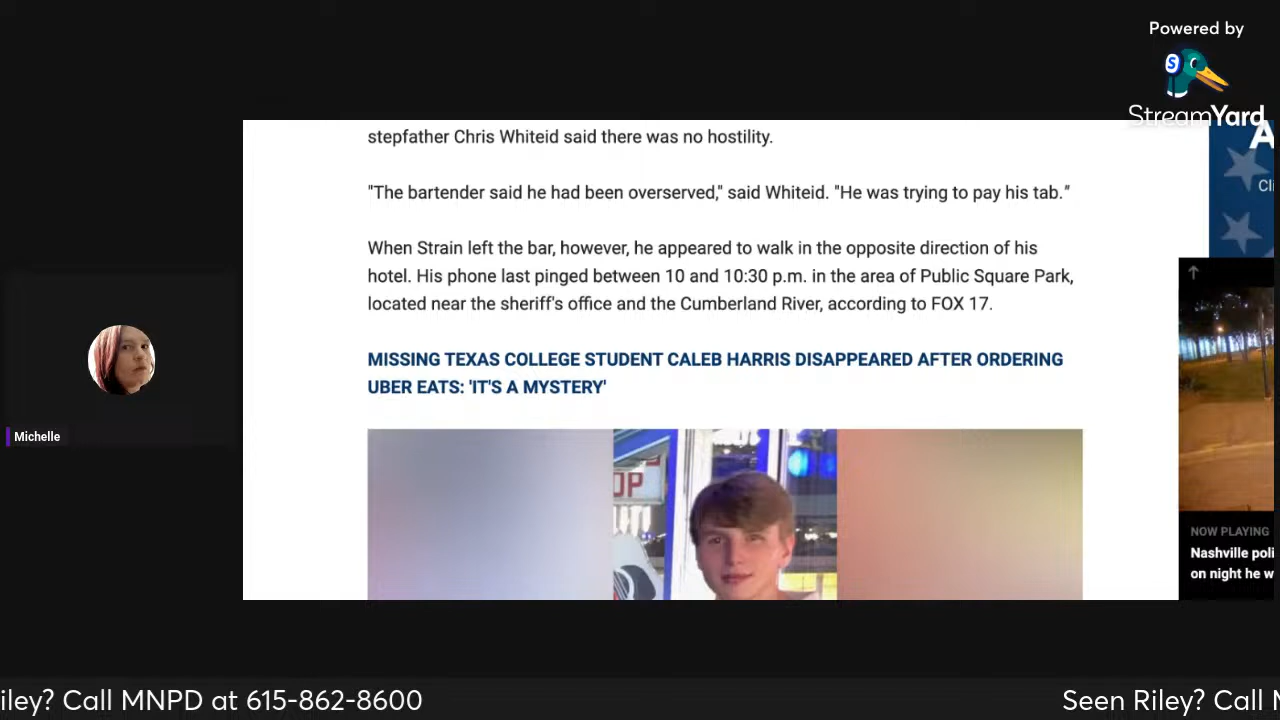 Powered by
S
StreamYard
stepfather Chris Whiteid said there was no hostility.
"The bartender said he had been overserved," said Whiteid. "He was trying to pay his tab."
When Strain left the bar, however, he appeared to walk in the opposite direction of his
hotel. His phone last pinged between 10 and 10:30 p.m. in the area of Public Square Park,
located near the sheriff's office and the Cumberland River, according to FOX 17.
MISSING TEXAS COLLEGE STUDENT CALEB HARRIS DISAPPEARED AFTER ORDERING
UBER EATS: 'IT'S A MYSTERY'
OP
A
Cli
NOW PLAYING
Nashville poli
on night he w
Michelle
iley? Call MNPD at 615-862-8600
Seen Riley? Call M